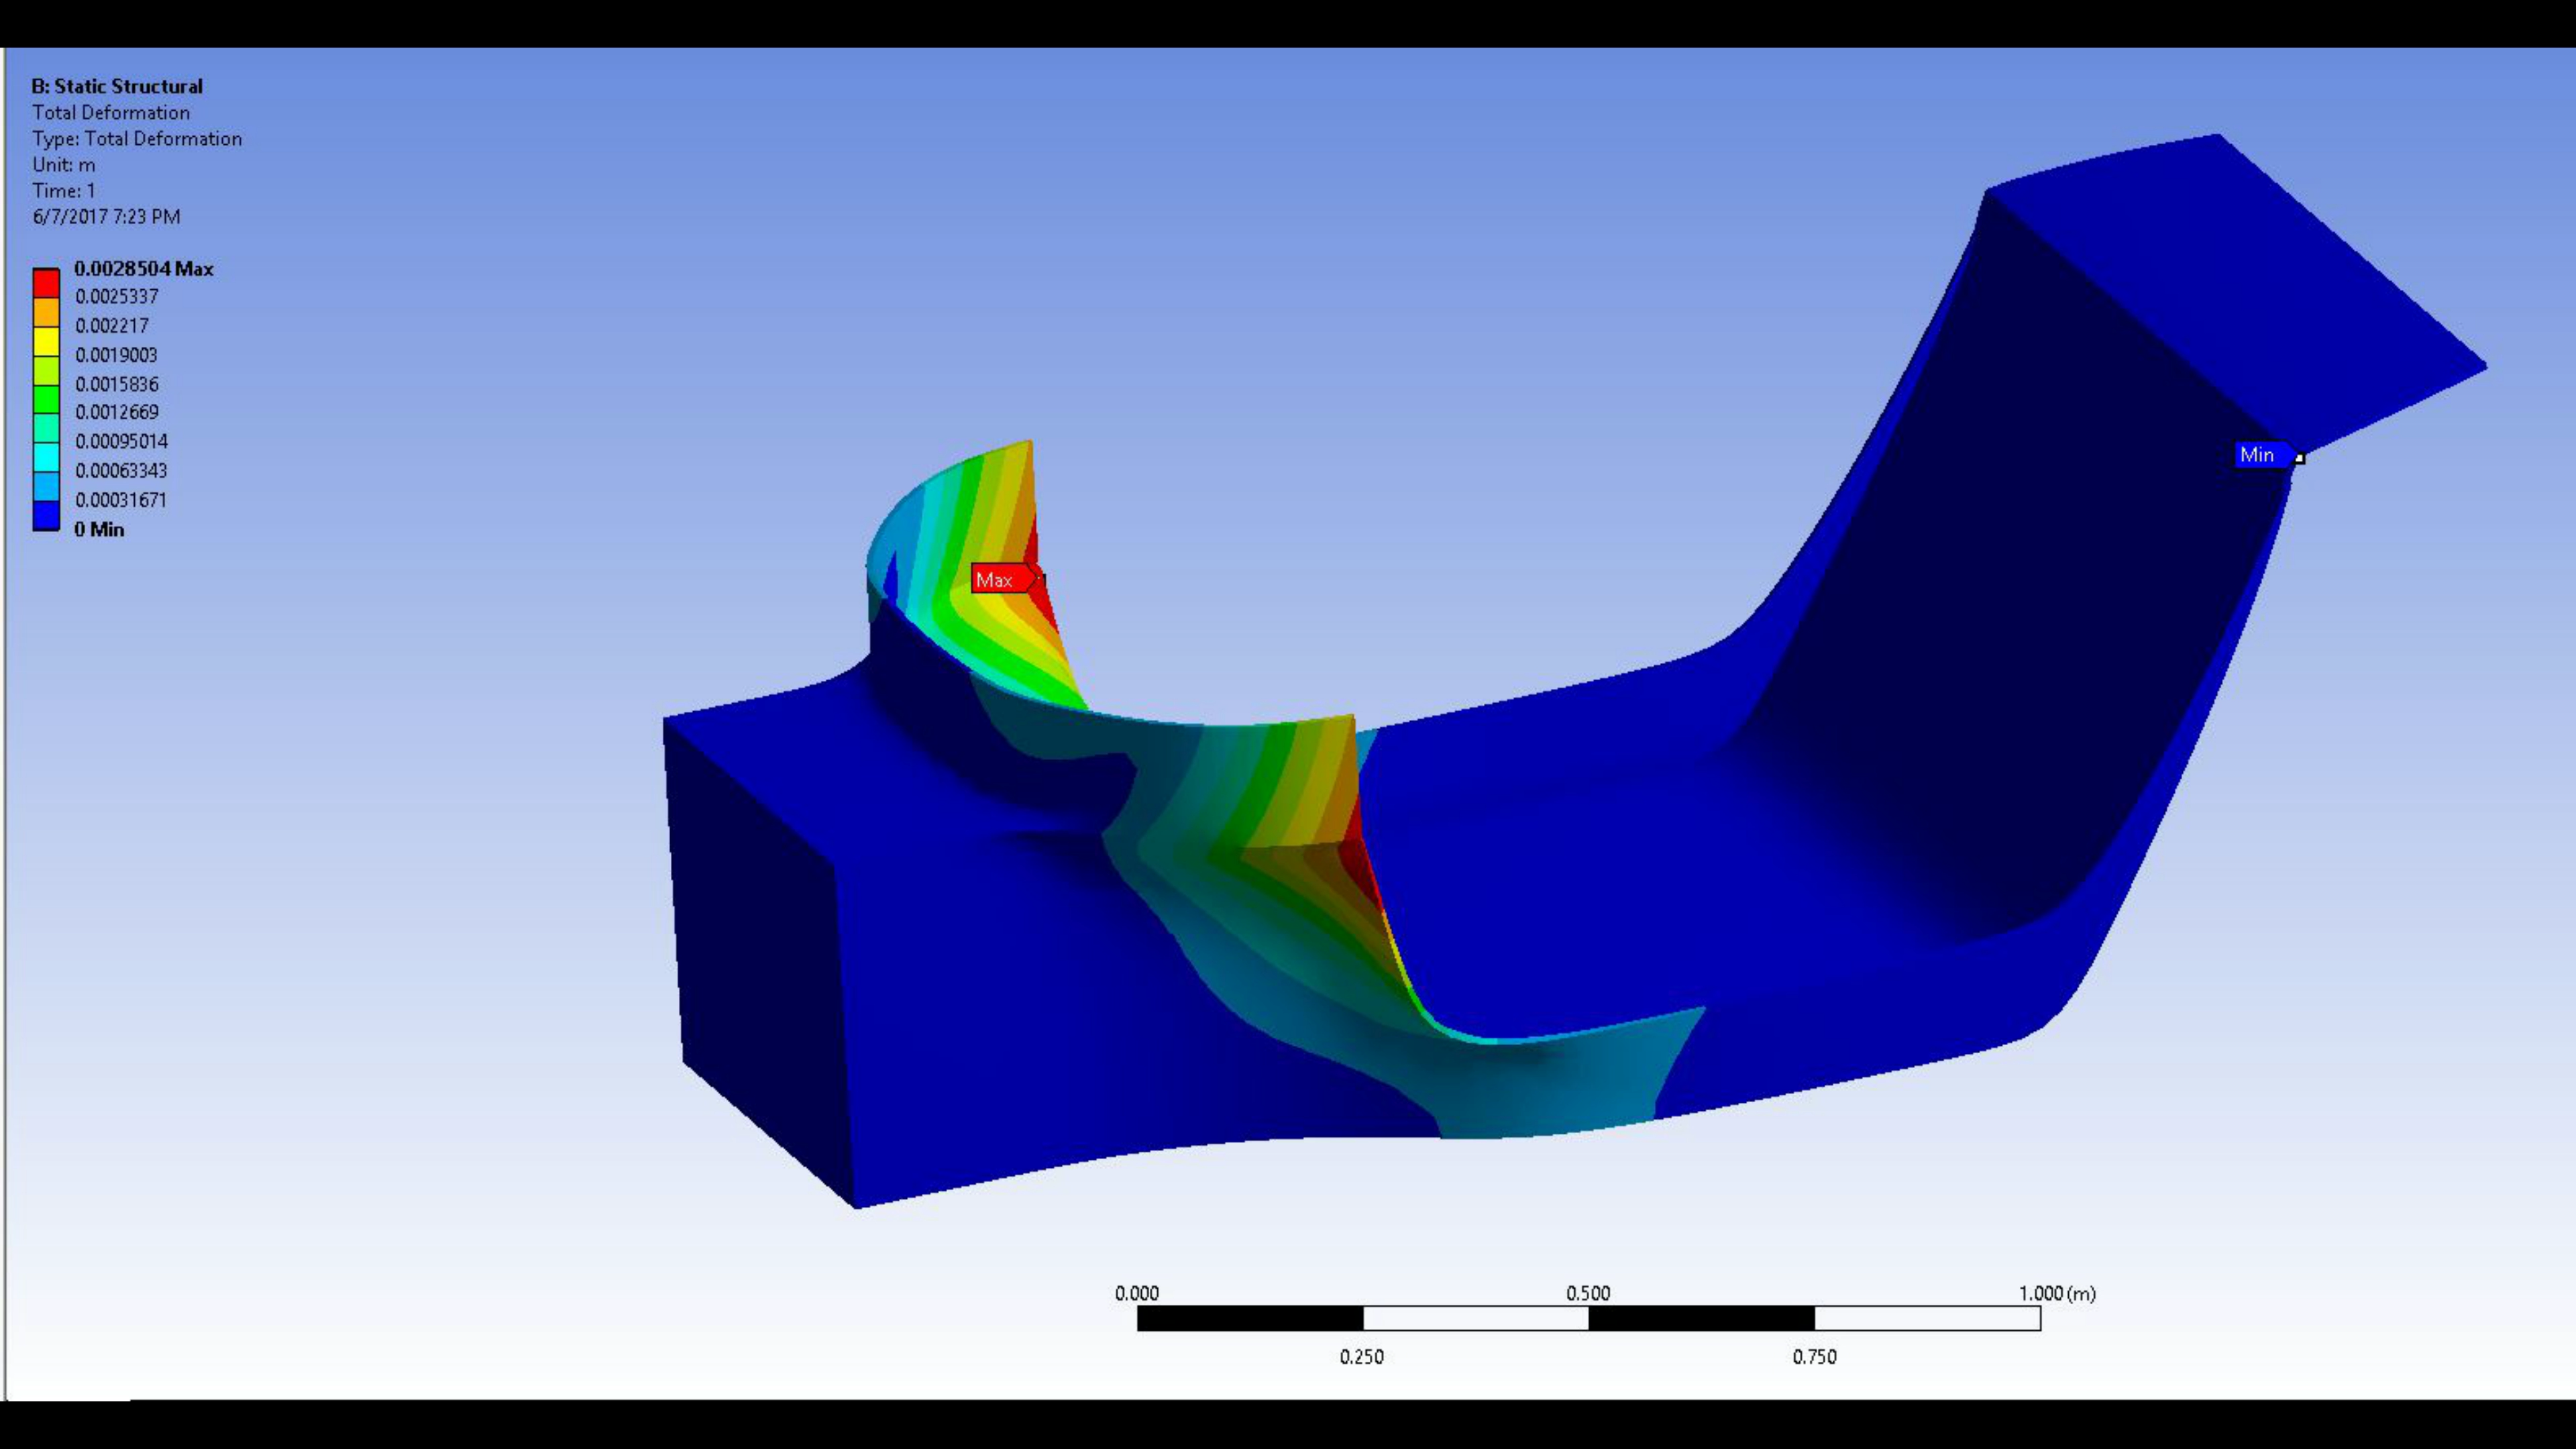 B: Static Structural
Total Deformation
Type: Total Deformation
Unit: m
Time: 1
6/7/2017 7:23 PM
0.0028504 Max
0.0025337
0.002217
0.0019003
0.0015836
0.0012669
0.00095014
0.00063343
0.00031671
0 Min
Min
Max
0.000
0.500
1.000 (m)
0.250
0.750